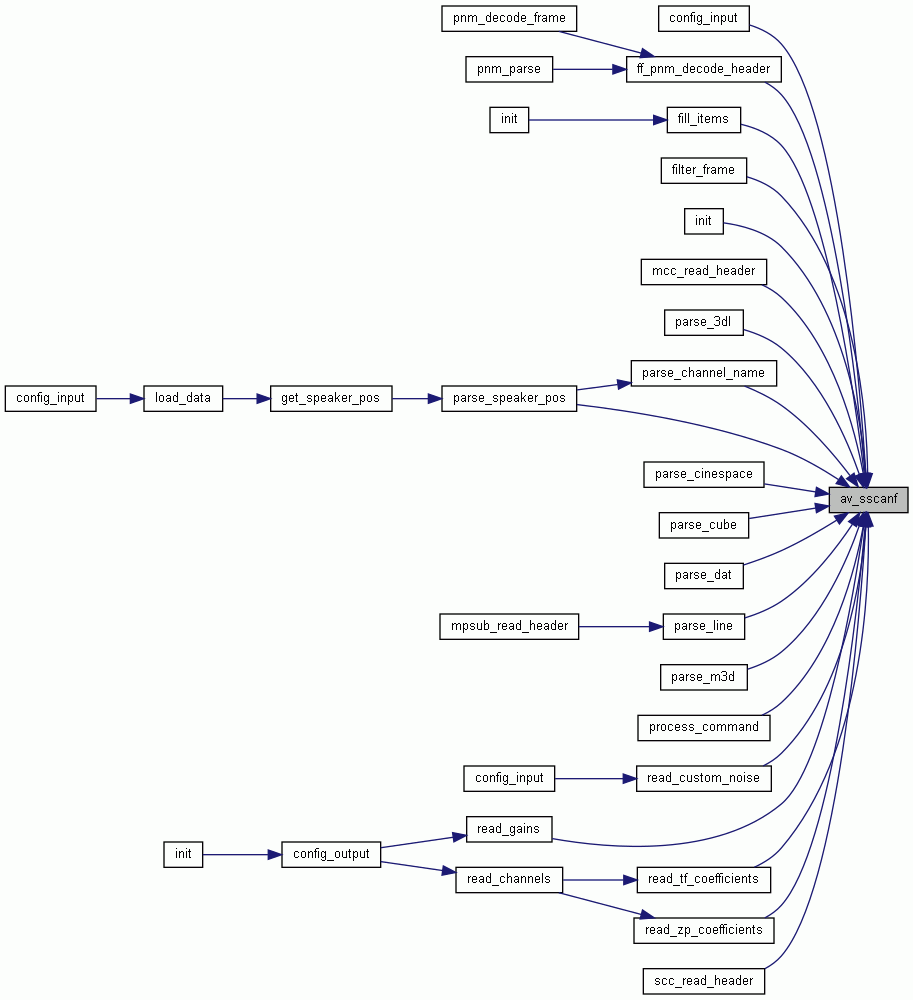 pnm_decode_frame
config_input
pnm_parse
ff_pnm_decode_header
init
fill_items
filter_frame
init
mcc_read_header
parse_3dl
parse_channel_name
config_input
load_data
get_speaker_pos
parse_speaker_pos
parse_cinespace
av_sscanf
parse_cube
parse_dat
mpsub_read_header
parse_line
parse_m3d
process_command
config_input
read_custom_noise
read_gains
init
config_output
read_channels
read_tf_coefficients
read_zp_coefficients
scc_read_header